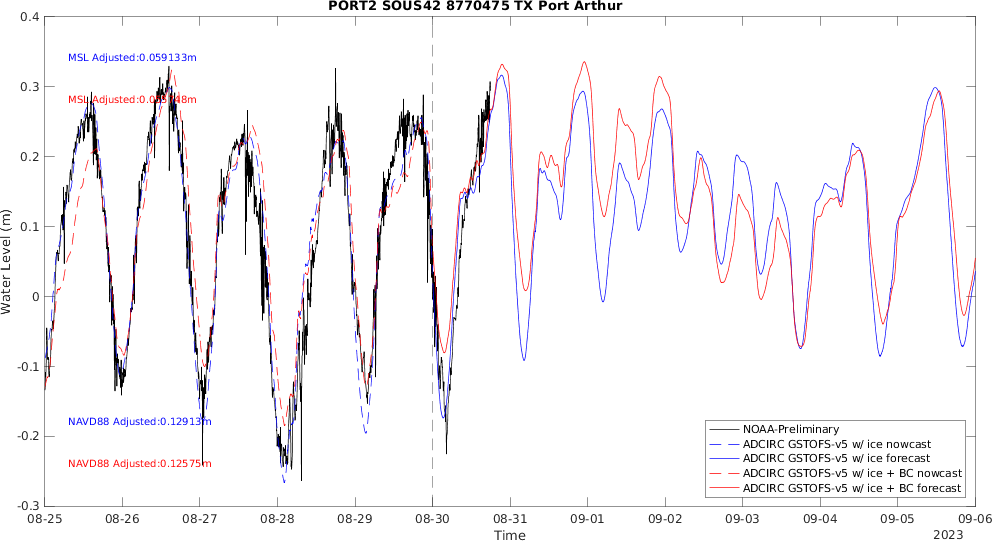 PORT2 SOUS42 8770475 TX Port Arthur
0.4
0.3
0.2
0.1
0
-0.1
-0.2
-0.3
Water Level (m)
MSL Adjusted:0.059133m
MSL Adjusted:
NAVD88 Adjusted:0.12913m
NAVD88 Adjusted:0.12575m
NOAA-Preliminary
ADCIRC GSTOFS-v5 w/ ice nowcast
ADCIRC GSTOFS-v5 w/ ice forecast
ADCIRC GSTOFS-v5 w/ ice + BC nowcast
ADCIRC GSTOFS-v5 w/ ice + BC forecast
08-25 08-26 08-27 08-28 08-29 08-30 08-31 09-01 09-02 09-03 09-04 09-05 09-06
Time
2023